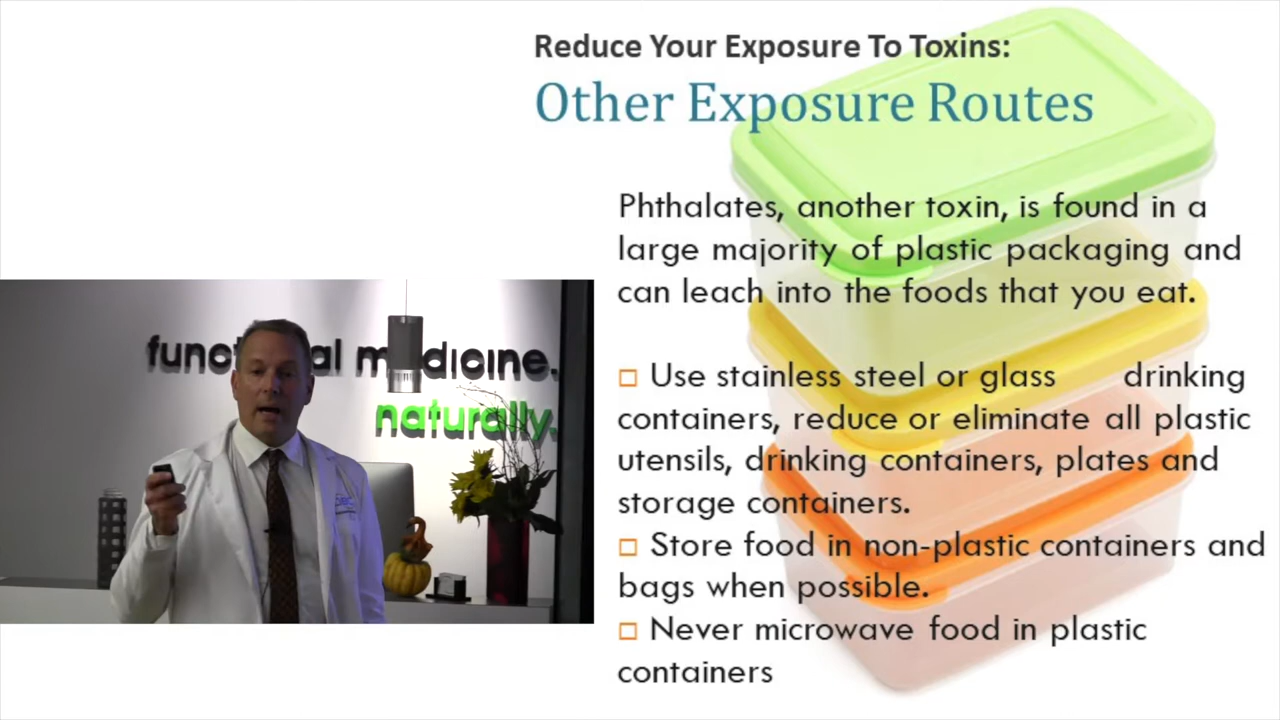 Reduce Your Exposure To Toxins:
Other Exposure Routes
Phthalates, another toxin, is found in a
large majority of plastic packaging and
can leach into the foods that you eat.
□ Use stainless steel or glass drinking
containers, reduce or eliminate all plastic
utensils, drinking containers, plates and
storage containers.
□ Store food in non-plastic containers and
bags when possible.
□ Never microwave food in plastic
containers
medicine.
naturally.